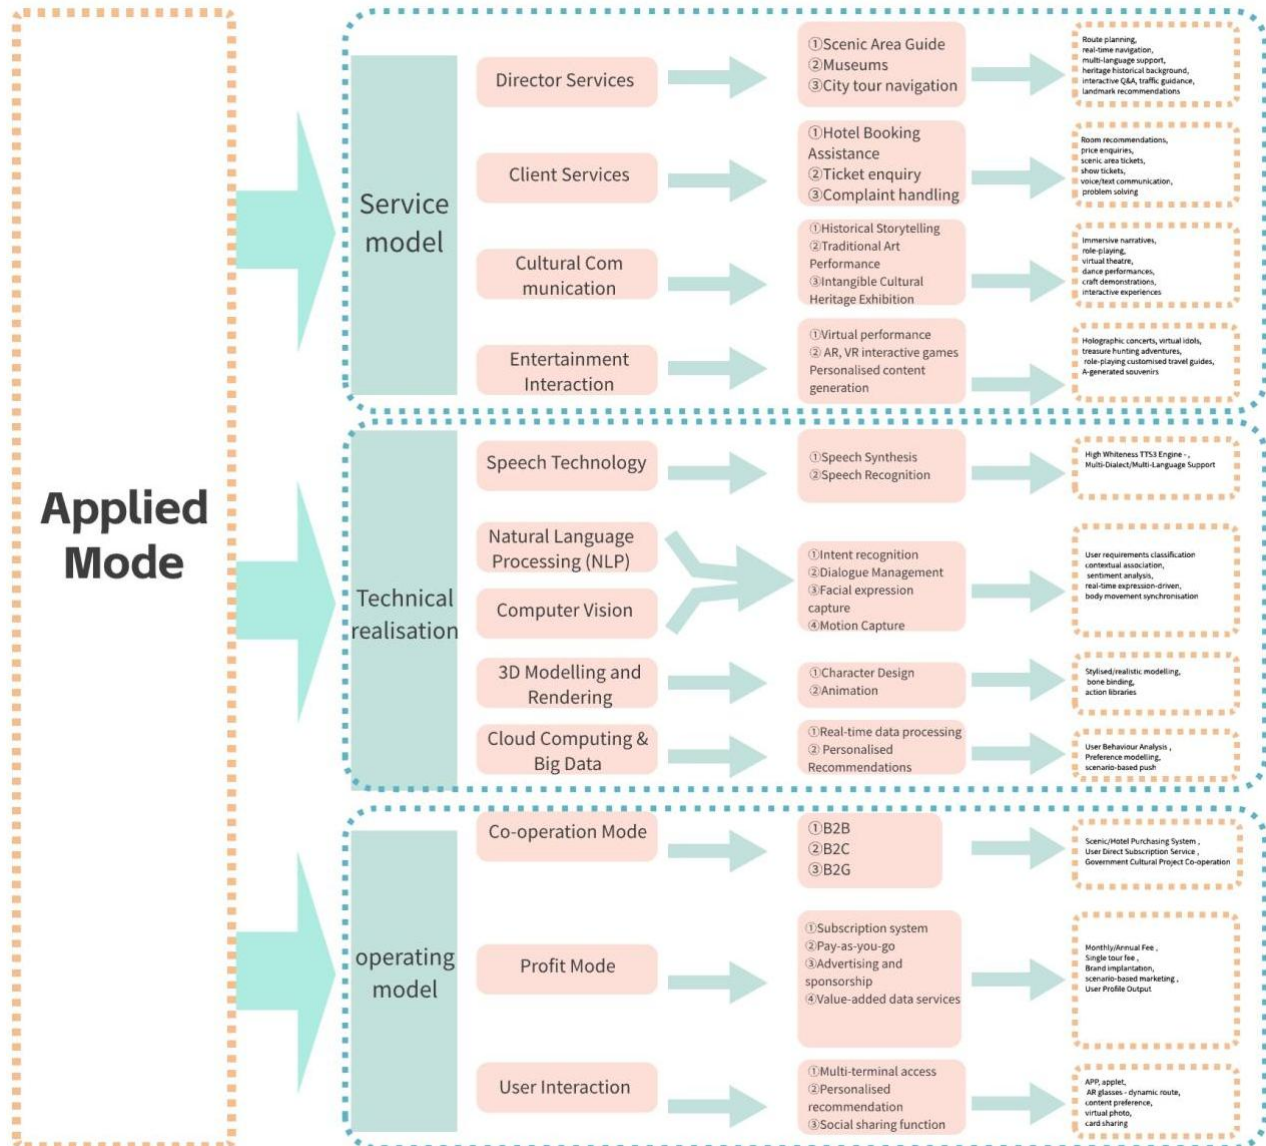 Applied
Mode
Service
model
Director Services
①Scenic Area Guide
②Museums
③City tour navigation
Route planning,
real-time navigation,
multi-language support,
heritage historical background,
interactive Q&A, traffic guidance,
landmark recommendations
Client Services
①Hotel Booking
Assistance
②Ticket enquiry
③Complaint handling
Room recommendations,
price enquiries,
scenic area tickets,
show tickets,
voice/text communication,
problem solving
Cultural Com
munication
①Historical Storytelling
②Traditional Art
Performance
③Intangible Cultural
Heritage Exhibition
Immersive narratives,
role-playing,
virtual theatre,
dance performances,
craft demonstrations,
interactive experiences
Entertainment
Interaction
①Virtual performance
② AR, VR interactive games
Personalised content
generation
Holographic concerts, virtual idols,
treasure hunting adventures,
role-playing customised travel guides,
A-generated souvenirs
Technical
realisation
Speech Technology
①Speech Synthesis
②Speech Recognition
High Whiteness TTS3 Engine - ,
Multi-Dialect/Multi-Language Support
Natural Language
Processing (NLP)
Computer Vision
①Intent recognition
②Dialogue Management
③Facial expression
capture
④Motion Capture
User requirements classification
contextual association,
sentiment analysis,
real-time expression-driven,
body movement synchronisation
3D Modelling and
Rendering
①Character Design
②Animation
Stylised/realistic modelling,
bone binding,
action libraries
Cloud Computing &
Big Data
①Real-time data processing
② Personalised
Recommendations
User Behaviour Analysis ,
Preference modelling,
scenario-based push
operating
model
Co-operation Mode
①B2B
②B2C
③B2G
Scenic/Hotel Purchasing System ,
User Direct Subscription Service ,
Government Cultural Project Co-operation
Profit Mode
①Subscription system
②Pay-as-you-go
③Advertising and
sponsorship
④Value-added data services
Monthly/Annual Fee ,
Single tour fee ,
Brand implantation,
scenario-based marketing ,
User Profile Output
User Interaction
①Multi-terminal access
②Personalised
recommendation
③Social sharing function
APP, applet,
AR glasses - dynamic route,
content preference,
virtual photo,
card sharing